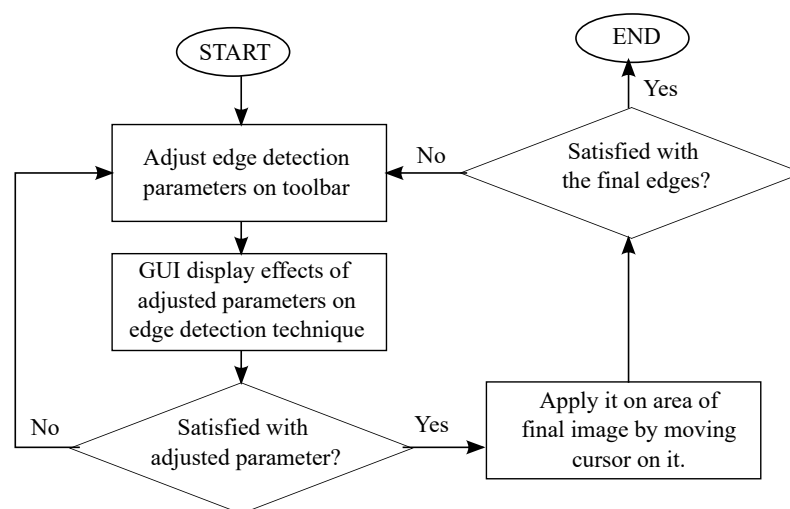 START
END
Yes
Adjust edge detection
parameters on toolbar
No
Satisfied with
the final edges?
GUI display effects of
adjusted parameters on
edge detection technique
No
Satisfied with
adjusted parameter?
Yes
Apply it on area of
final image by moving
cursor on it.